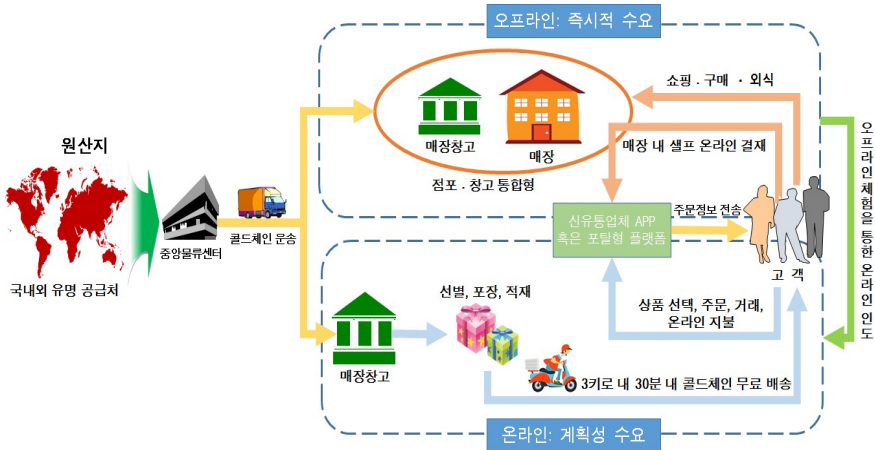 오프라인: 즉시적 수요
쇼핑 . 구매 · 외식
매장창고
매장
매장 내 샐프 온라인 결재
점포 . 창고 통합형
원산지
국내외 유명 공급처
중앙물류센터
콜드체인 운송
신유통업체 APP
혹은 포탈형 플랫폼
주문정보 전송
고 객
오프라인체험을 통한 온라인 인도
선별, 포장, 적재
상품 선택, 주문, 거래,
온라인 지불
매장창고
3키로 내 30분 내 콜드체인 무료 배송
온라인: 계획성 수요